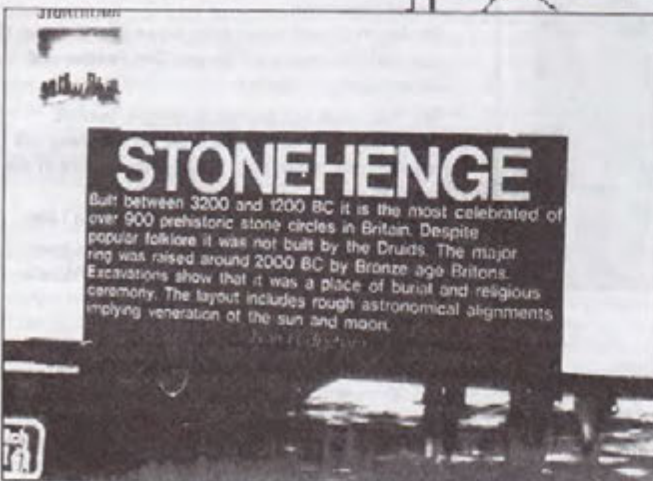 STONEHENGE
STONEHENGE
Built between 3200 and 1200 BC it is the most celebrated of
over 900 prehistoric stone circles in Britain. Despite
popular folklore it was not built by the Druids. The major
ring was raised around 2000 BC by Bronze age Britons.
Excavations show that it was a place of burial and religious
ceremony. The layout includes rough astronomical alignments
implying veneration of the sun and moon.